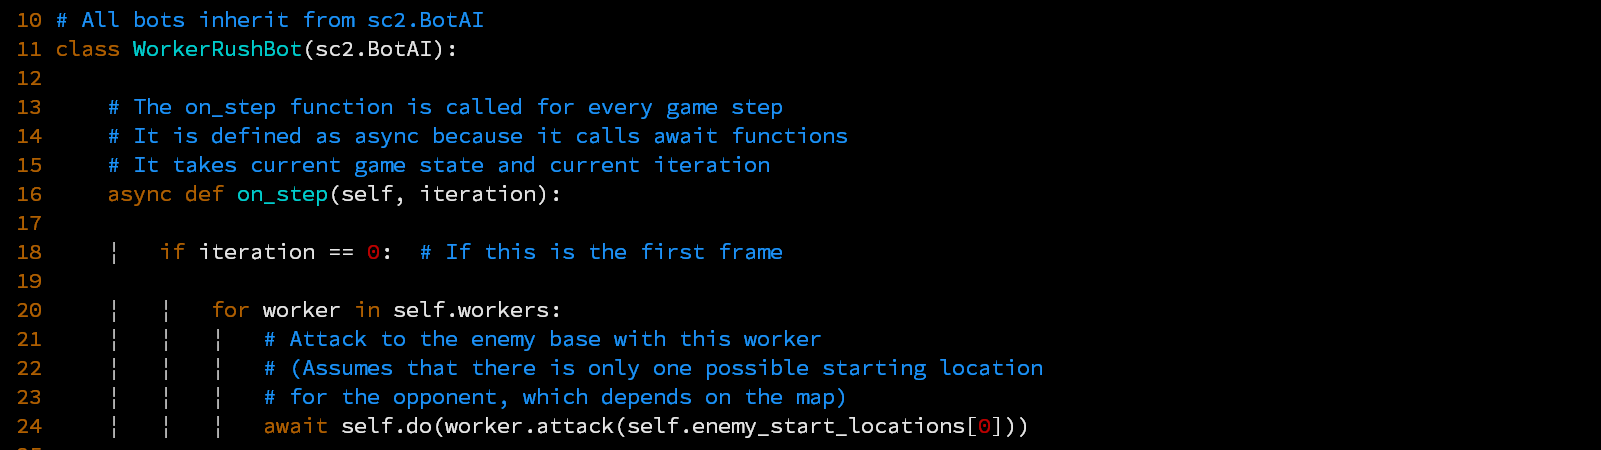 10 # All bots inherit from sc2.BotAI
11 class WorkerRushBot(sc2.BotAI):
12
13     # The on_step function is called for every game step
14     # It is defined as async because it calls await functions
15     # It takes current game state and current iteration
16     async def on_step(self, iteration):
17
18     ¦   if iteration == 0:  # If this is the first frame
19
20     ¦   ¦   for worker in self.workers:
21     ¦   ¦   ¦   # Attack to the enemy base with this worker
22     ¦   ¦   ¦   # (Assumes that there is only one possible starting location
23     ¦   ¦   ¦   # for the opponent, which depends on the map)
24     ¦   ¦   ¦   await self.do(worker.attack(self.enemy_start_locations[0]))